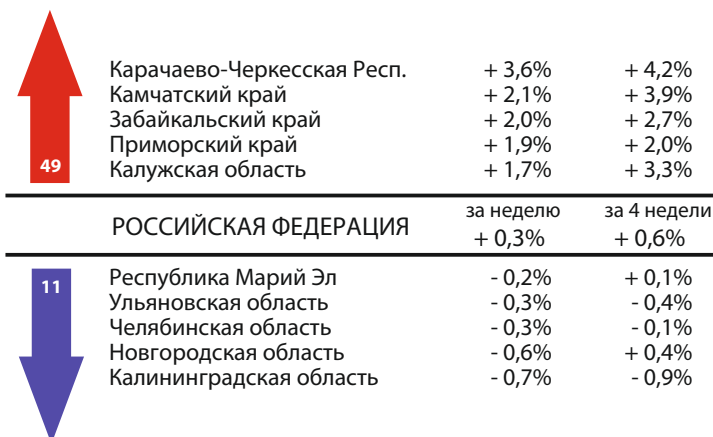 Карачаево-Черкесская Респ. + 3,6% + 4,2%
Камчатский край + 2,1% + 3,9%
Забайкальский край + 2,0% + 2,7%
Приморский край + 1,9% + 2,0%
49 Калужская область + 1,7% + 3,3%
за неделю за 4 недели
РОССИЙСКАЯ ФЕДЕРАЦИЯ + 0,3% + 0,6%
11 Республика Марий Эл - 0,2% + 0,1%
Ульяновская область - 0,3% - 0,4%
Челябинская область - 0,3% - 0,1%
Новгородская область - 0,6% + 0,4%
Калининградская область - 0,7% - 0,9%